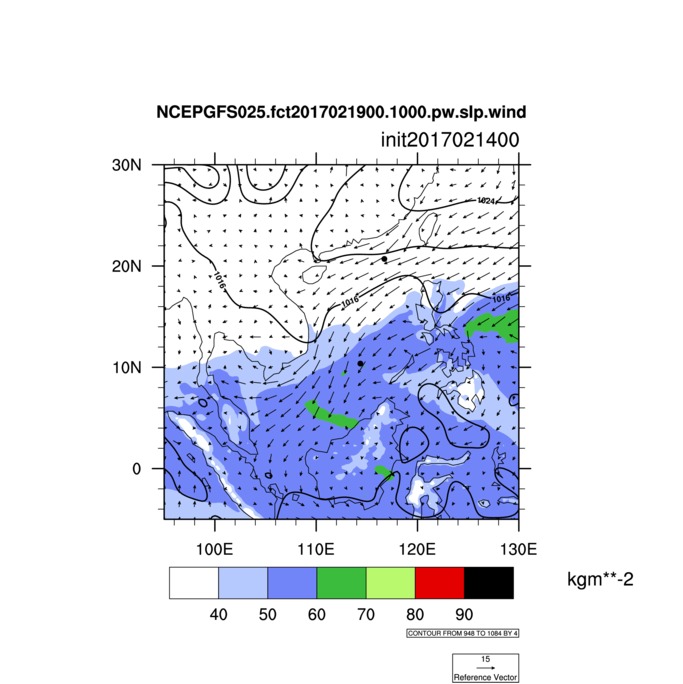 NCEPGFS025.fct2017021900.1000.pw.slp.wind
init2017021400
30N
1024
20N
1016
1016
1016
10N
0
100E 110E 120E 130E
kgm**-2
40 50 60 70 80 90
CONTOUR FROM 948 TO 1084 BY 4
15
Reference Vector